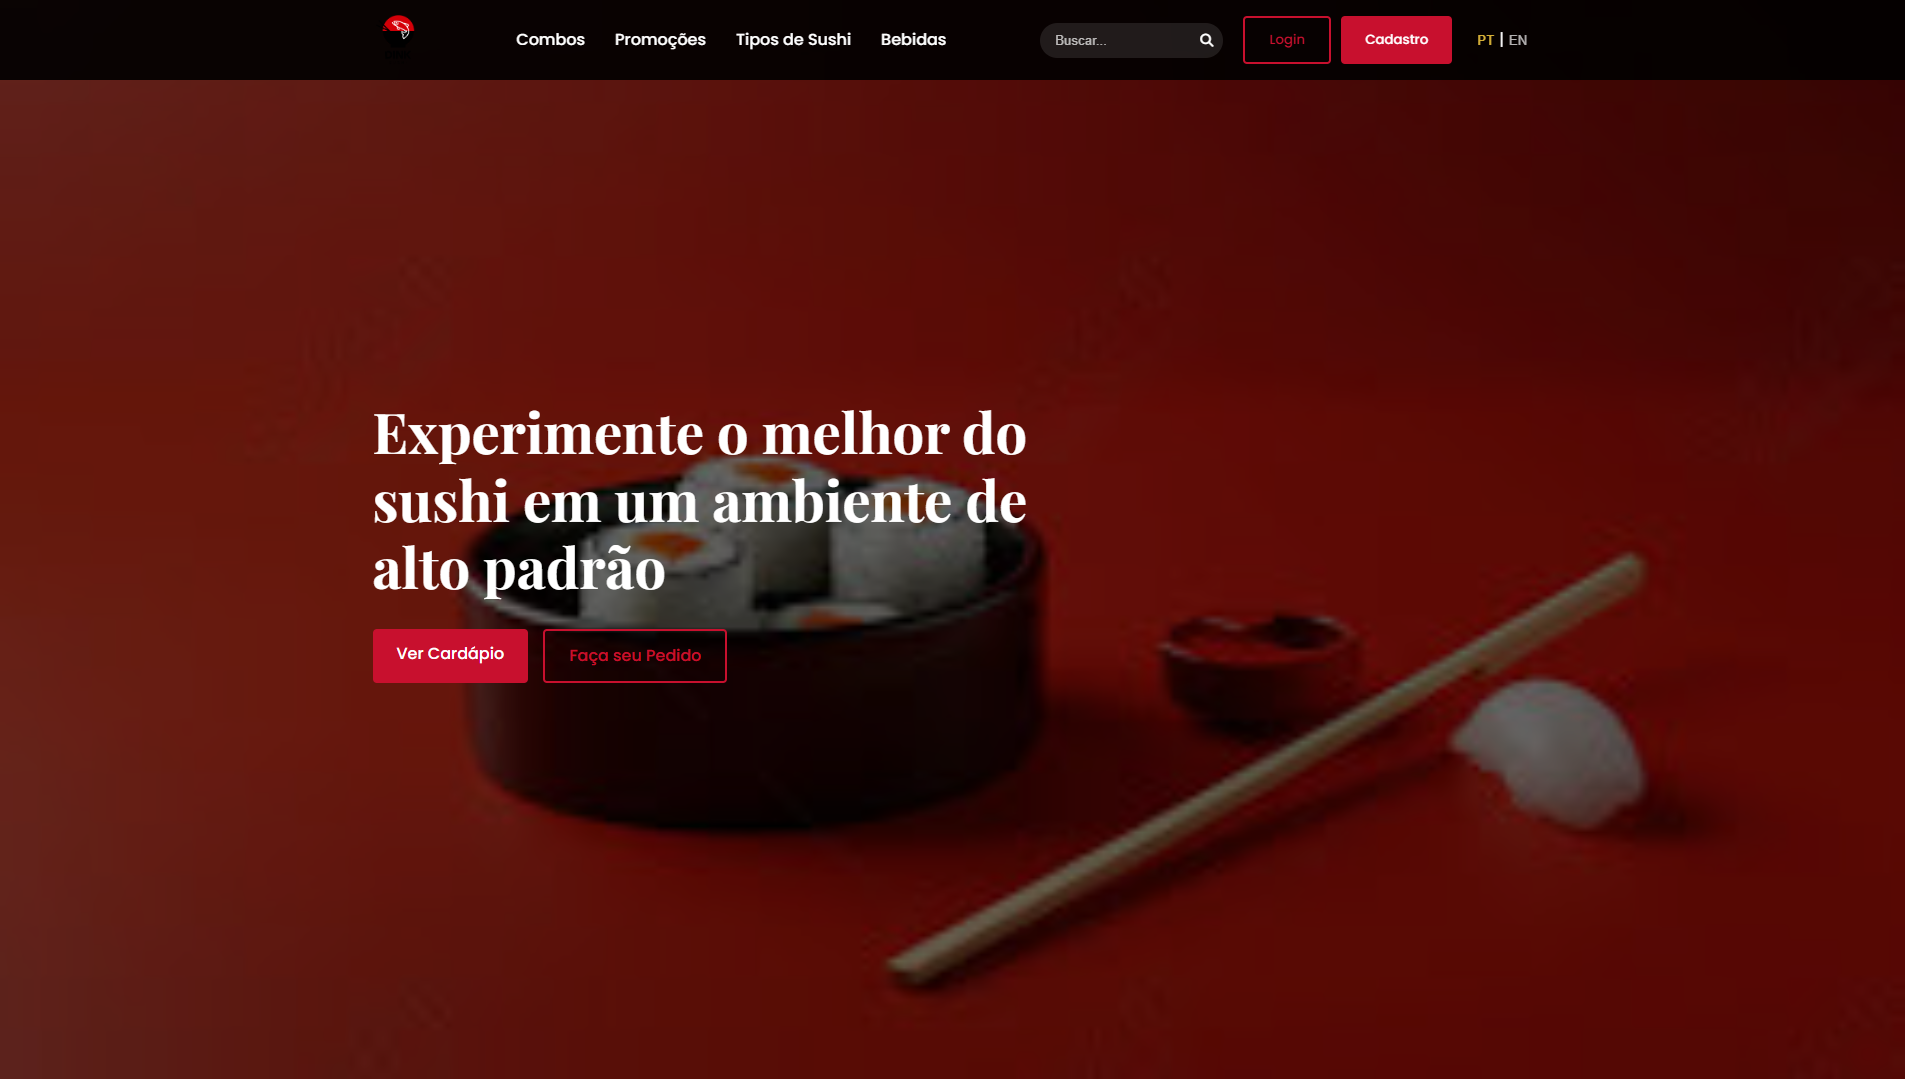 Combos
Promoções
Tipos de Sushi
Bebidas
Buscar...
Login
Cadastro
PT | EN
Experimente o melhor do
sushi em um ambiente de
alto padrão
Ver Cardápio
Faça seu Pedido